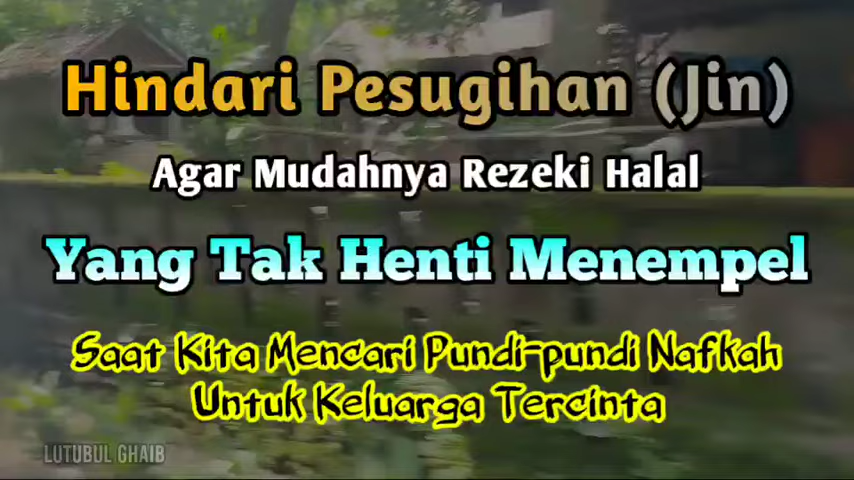 Hindari Pesugihan (Jin)
Agar Mudahnya Rezeki Halal
Yang Tak Henti Menempel
Saat Kita Mencari Pundi-pundi Nafkah
Untuk Keluarga Tercinta
LUTUBUL GHAIB